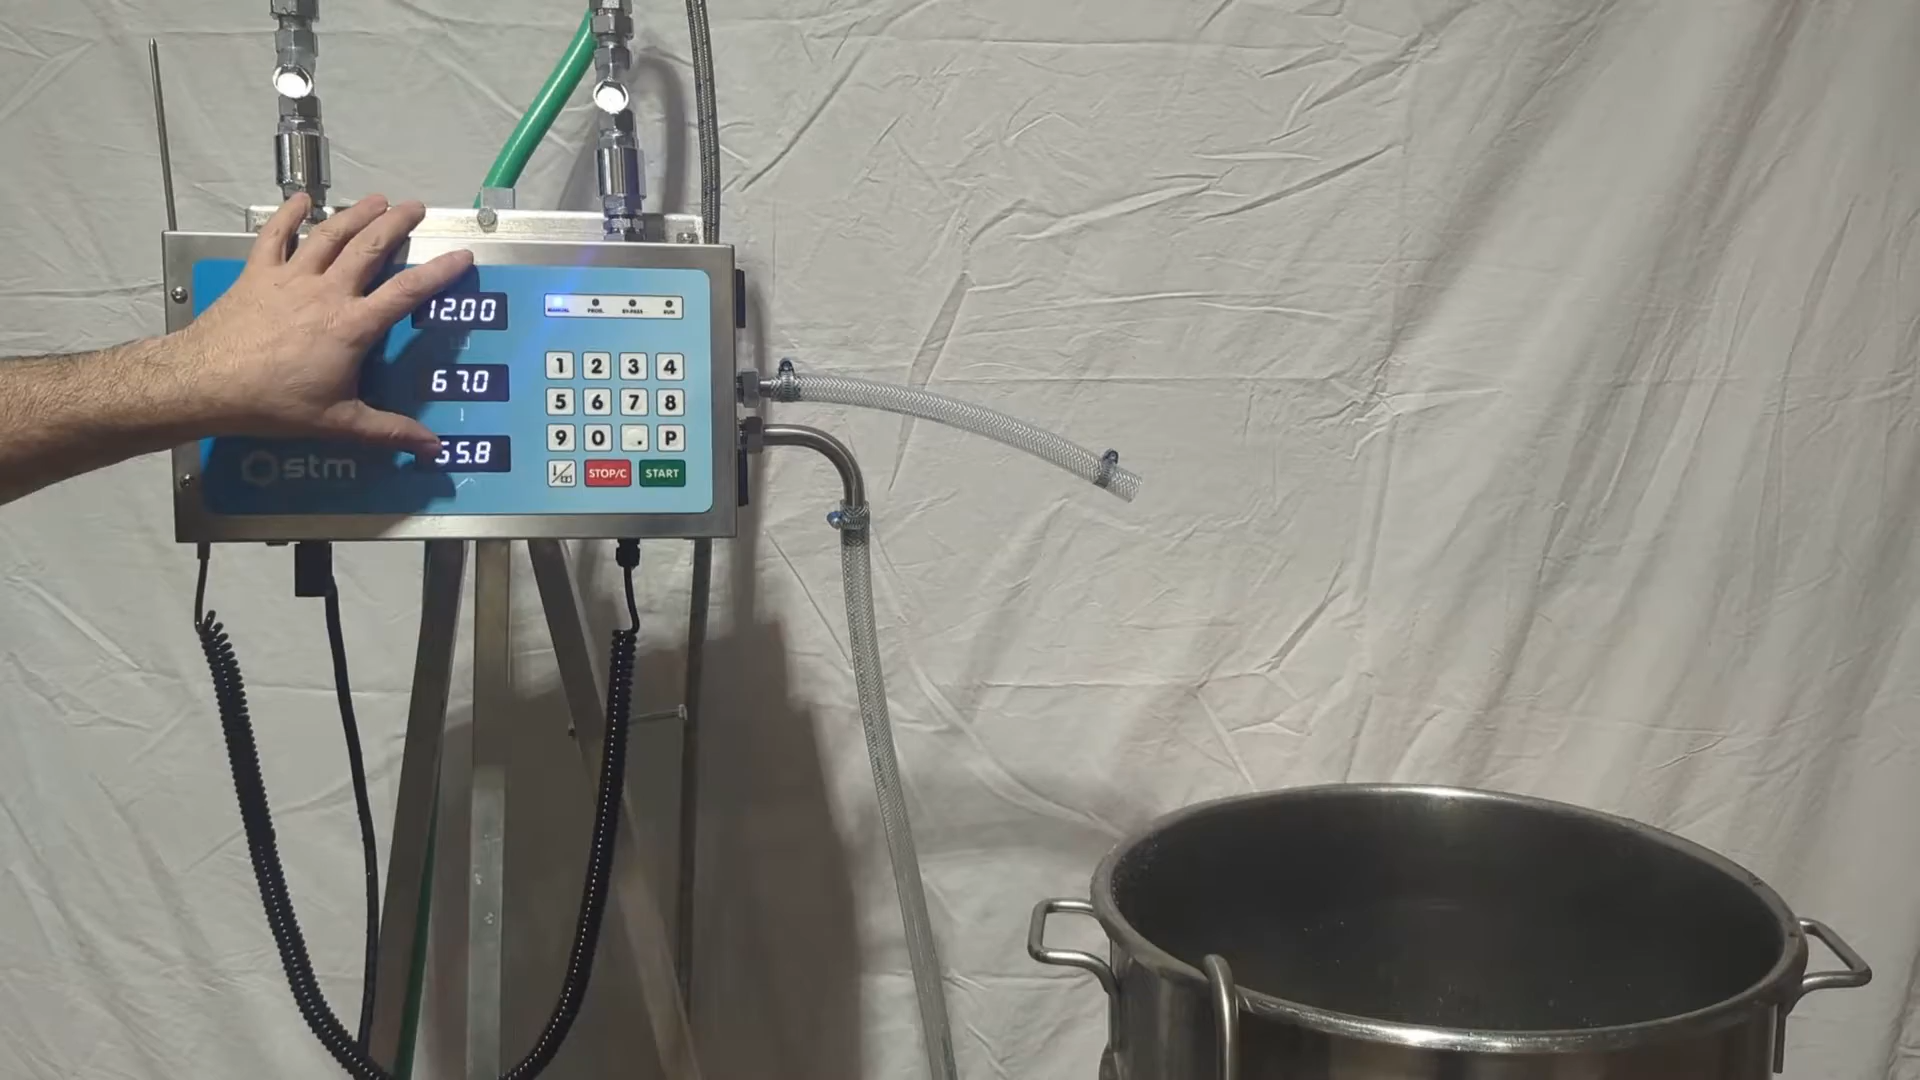 12.00
67.0
55.8
stm
MANUAL PROG. BY-PASS RUN
1 2 3 4
5 6 7 8
9 0 . P
STOP/C START